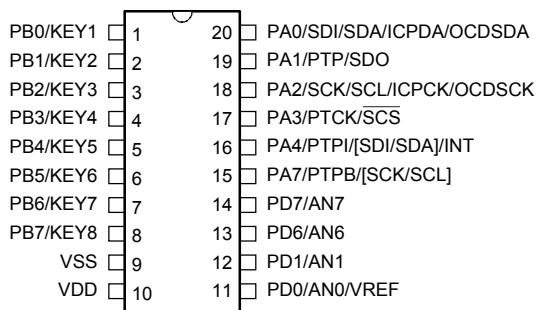 PB0/KEY1 1 20 PA0/SDI/SDA/ICPDA/OCDSDA
PB1/KEY2 2 19 PA1/PTP/SDO
PB2/KEY3 3 18 PA2/SCK/SCL/ICPCK/OCDSCK
PB3/KEY4 4 17 PA3/PTCK/S̅C̅S̅
PB4/KEY5 5 16 PA4/PTPI/[SDI/SDA]/INT
PB5/KEY6 6 15 PA7/PTPB/[SCK/SCL]
PB6/KEY7 7 14 PD7/AN7
PB7/KEY8 8 13 PD6/AN6
VSS 9 12 PD1/AN1
VDD 10 11 PD0/AN0/VREF